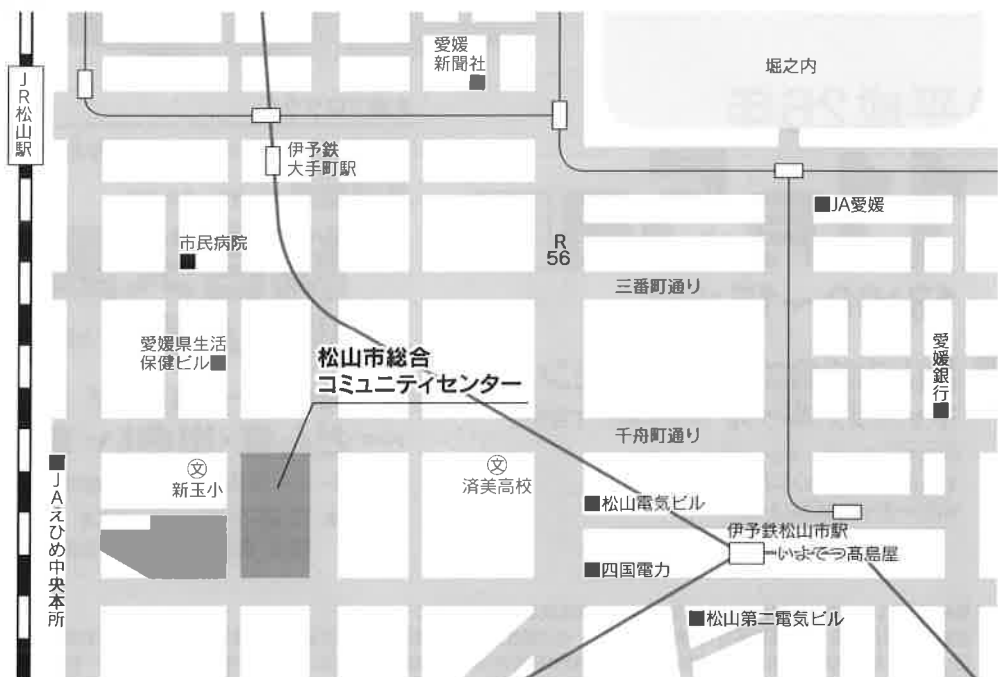 愛媛
新聞社
堀之内
JR松山駅
伊予鉄
大手町駅
JA愛媛
市民病院
R
56
三番町通り
愛媛県生活
保健ビル
松山市総合
コミュニティセンター
愛媛銀行
千舟町通り
文
新玉小
文
済美高校
JAえひめ中央本所
松山電気ビル
伊予鉄松山市駅
いよてつ髙島屋
四国電力
松山第二電気ビル